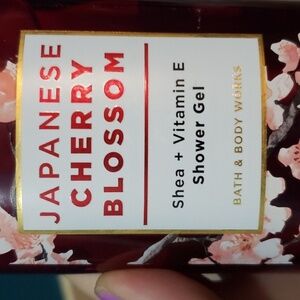 JAPANESE
CHERRY
BLOSSOM
Shea + Vitamin E
Shower Gel
BATH & BODY WORKS